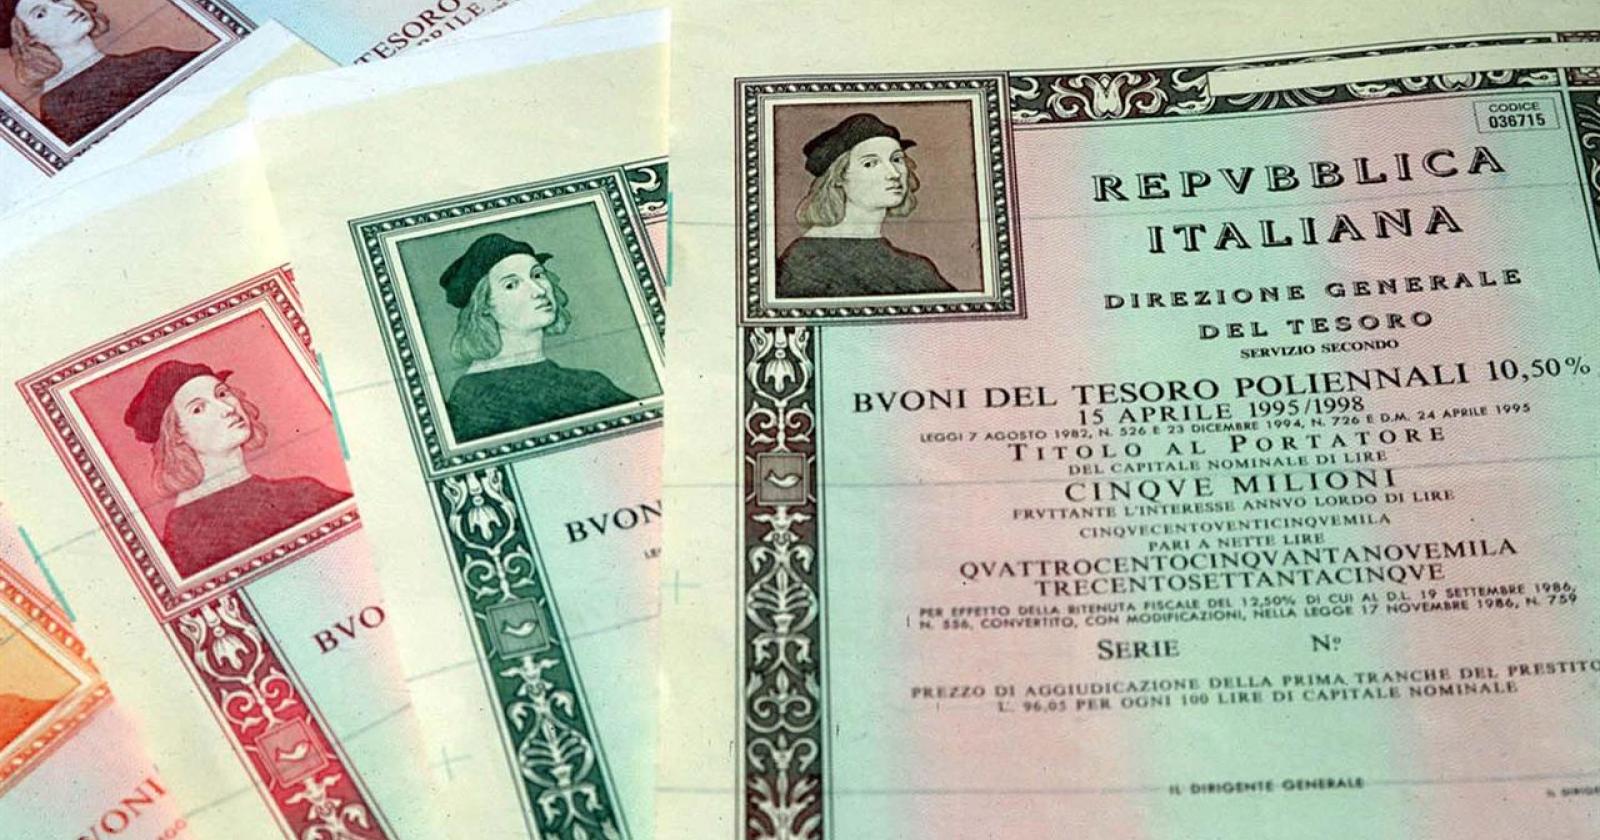 TESORO
APRILE
BVONI
BVO
BVON
CODICE
036715
REPVBBLICA
ITALIANA
DIREZIONE GENERALE
DEL TESORO
SERVIZIO SECONDO
BVONI DEL TESORO POLIENNALI 10,50%
15 APRILE 1995/1998
LEGGI 7 AGOSTO 1982, N. 526 E 23 DICEMBRE 1994, N. 726 E D.M. 24 APRILE 1995
TITOLO AL PORTATORE
DEL CAPITALE NOMINALE DI LIRE
CINQVE MILIONI
FRVTTANTE L'INTERESSE ANNVO LORDO DI LIRE
CINQVECENTOVENTICINQVEMILA
PARI A NETTE LIRE
QVATTROCENTOCINQVANTANOVEMILA
TRECENTOSETTANTACINQVE
PER EFFETTO DELLA RITENUTA FISCALE DEL 12,50% DI CUI AL D.L. 19 SETTEMBRE 1986,
N. 556, CONVERTITO, CON MODIFICAZIONI, NELLA LEGGE 17 NOVEMBRE 1986, N. 759
SERIE Nº
PREZZO DI AGGIUDICAZIONE DELLA PRIMA TRANCHE DEL PRESTITO
L. 96,05 PER OGNI 100 LIRE DI CAPITALE NOMINALE
IL DIRIGENTE GENERALE